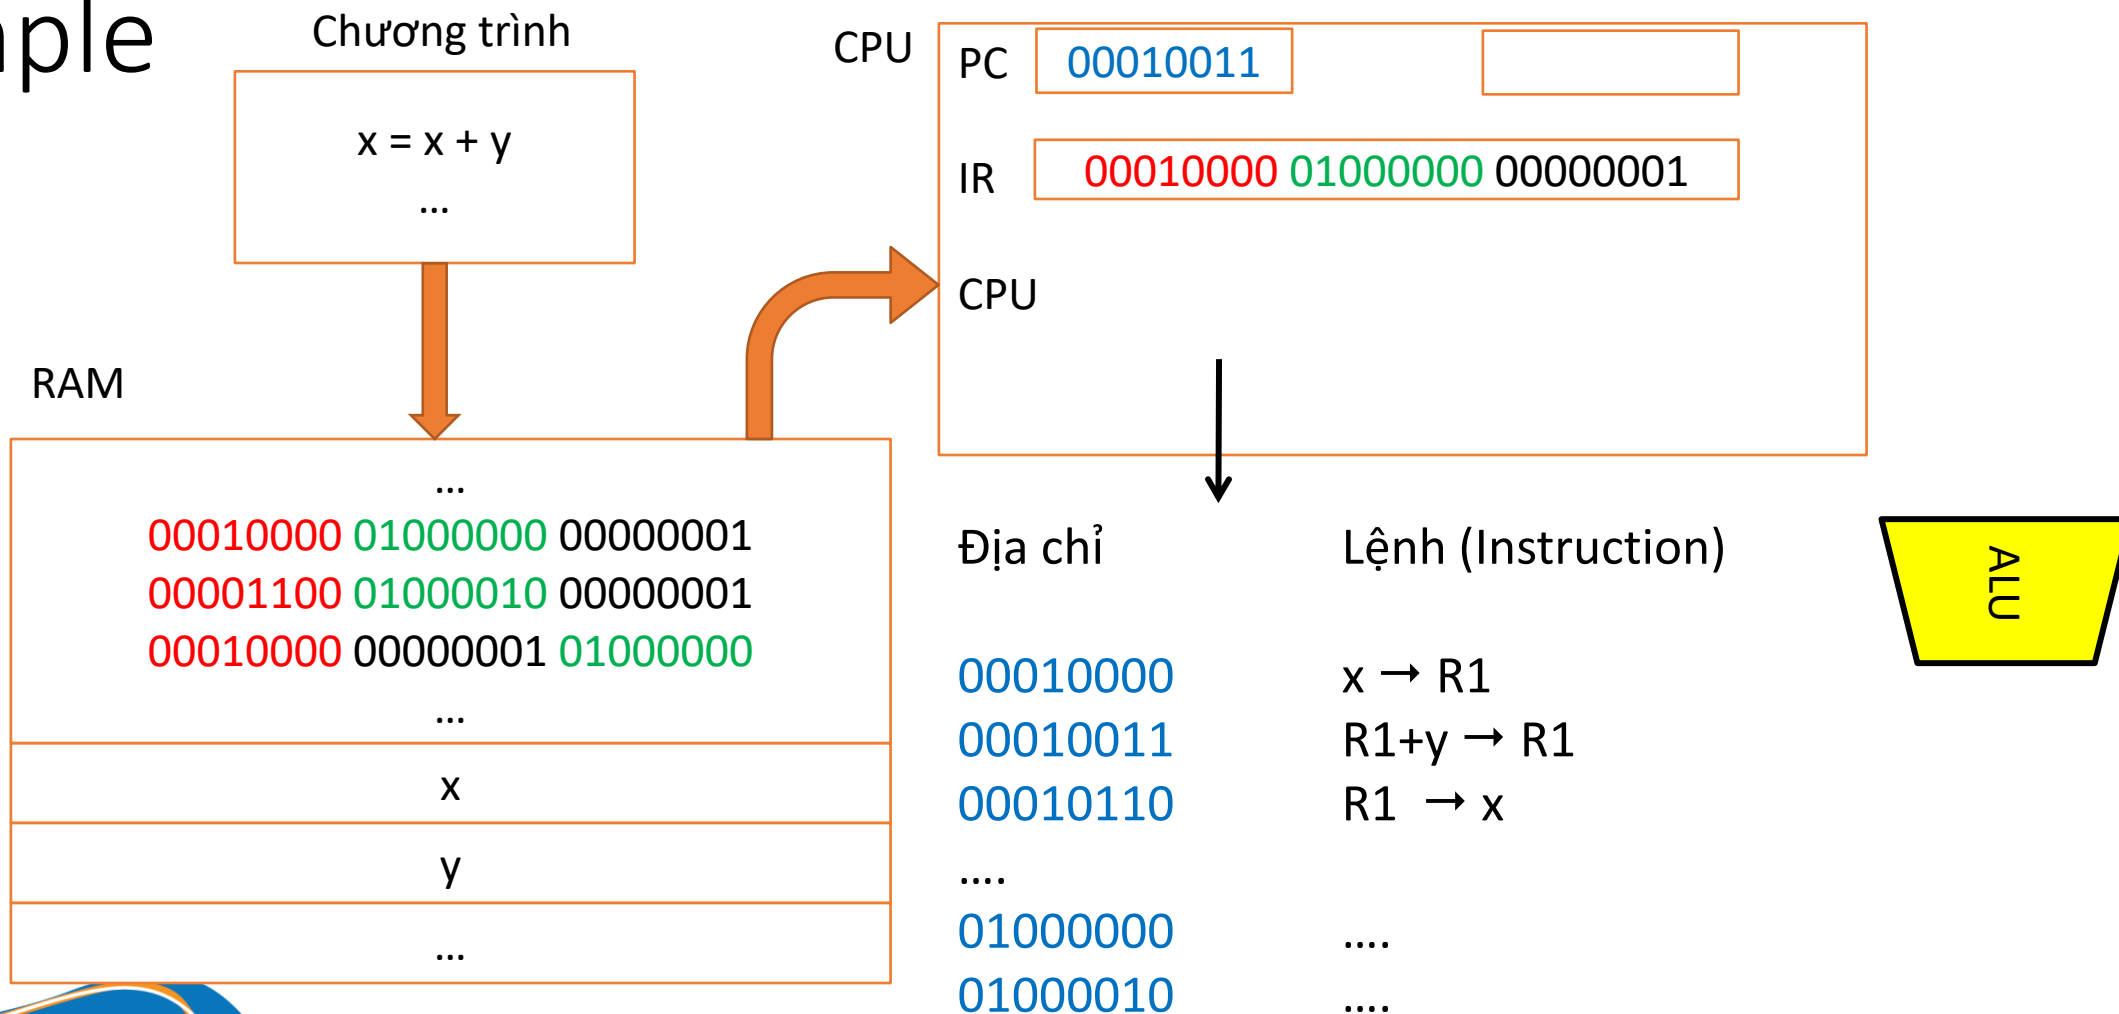 Chương trình
x = x + y
...
RAM
...
00010000 01000000 00000001
00001100 01000010 00000001
00010000 00000001 01000000
...
x
y
...
CPU
PC 00010011
IR 00010000 01000000 00000001
CPU
Địa chỉ Lệnh (Instruction)
00010000 x → R1
00010011 R1+y → R1
00010110 R1 → x
....
01000000 ....
01000010 ....
ALU